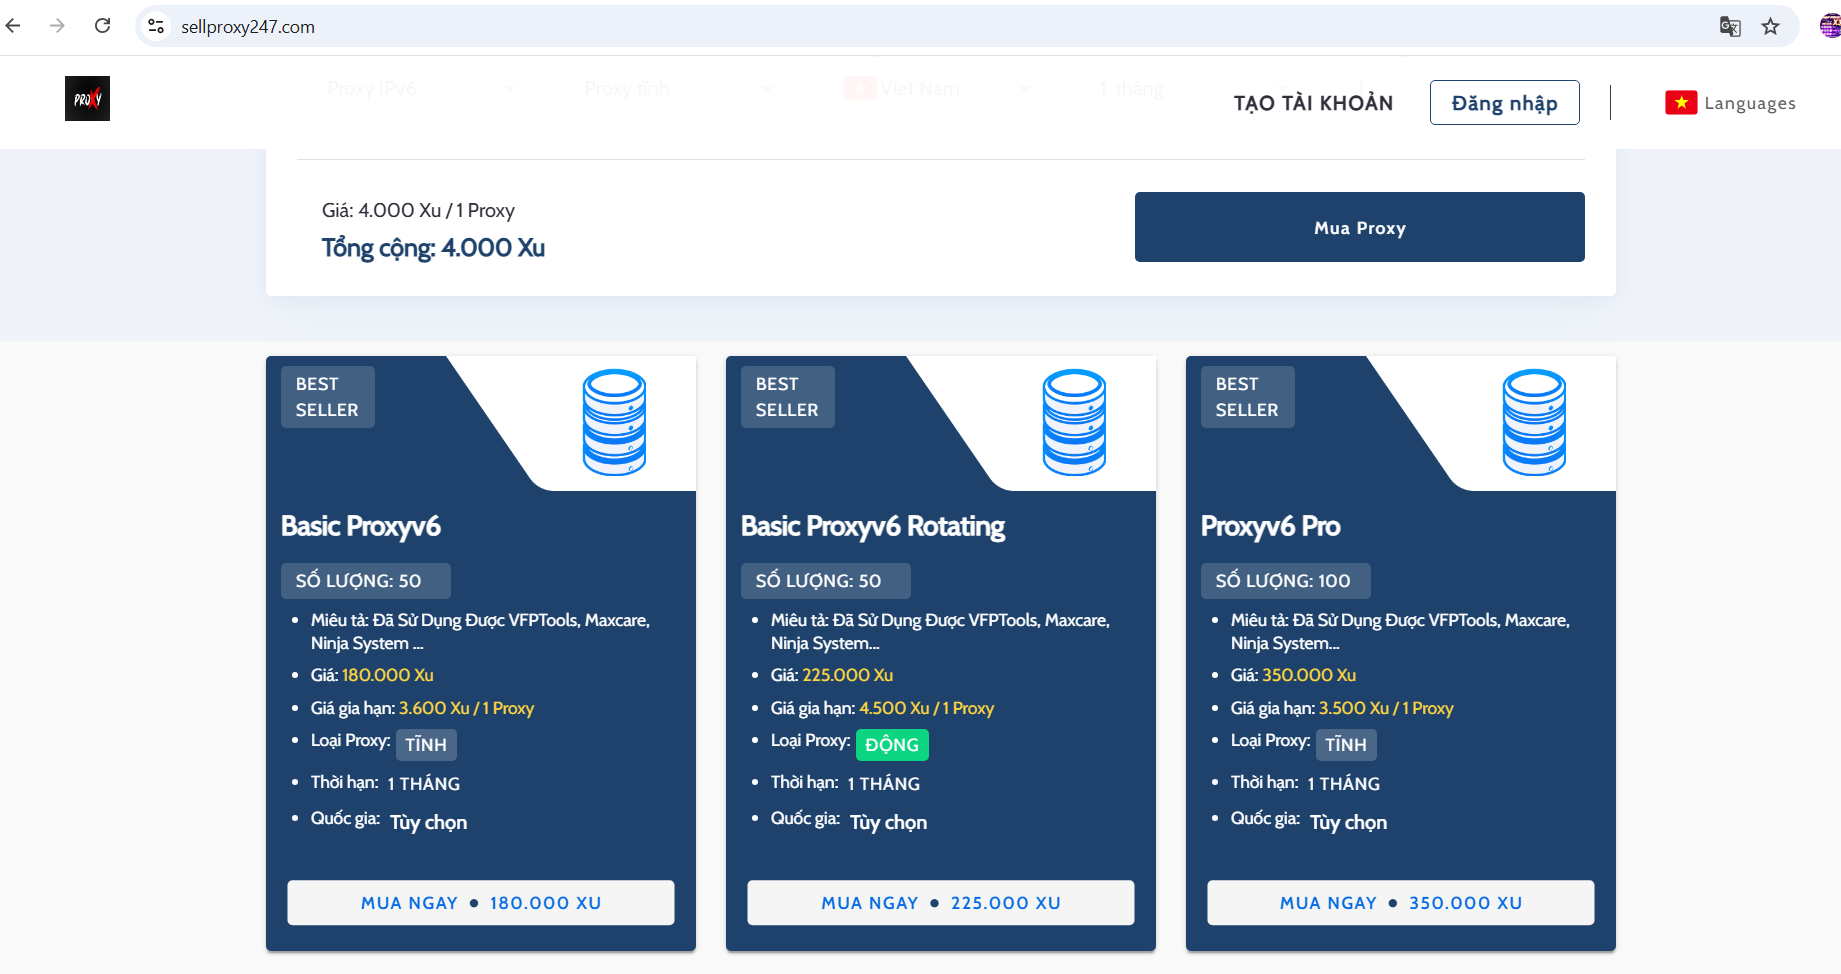 sellproxy247.com
PROXY
Proxy IPv6
Proxy tĩnh
Viet Nam
1 tháng
1
TẠO TÀI KHOẢN
Đăng nhập
Languages
Giá: 4.000 Xu / 1 Proxy
Tổng cộng: 4.000 Xu
Mua Proxy
BEST
SELLER
Basic Proxyv6
SỐ LƯỢNG: 50
Miêu tả: Đã Sử Dụng Được VFPTools, Maxcare,
Ninja System ...
Giá: 180.000 Xu
Giá gia hạn: 3.600 Xu / 1 Proxy
Loại Proxy: TĨNH
Thời hạn: 1 THÁNG
Quốc gia: Tùy chọn
MUA NGAY ● 180.000 XU
BEST
SELLER
Basic Proxyv6 Rotating
SỐ LƯỢNG: 50
Miêu tả: Đã Sử Dụng Được VFPTools, Maxcare,
Ninja System...
Giá: 225.000 Xu
Giá gia hạn: 4.500 Xu / 1 Proxy
Loại Proxy: ĐỘNG
Thời hạn: 1 THÁNG
Quốc gia: Tùy chọn
MUA NGAY ● 225.000 XU
BEST
SELLER
Proxyv6 Pro
SỐ LƯỢNG: 100
Miêu tả: Đã Sử Dụng Được VFPTools, Maxcare,
Ninja System...
Giá: 350.000 Xu
Giá gia hạn: 3.500 Xu / 1 Proxy
Loại Proxy: TĨNH
Thời hạn: 1 THÁNG
Quốc gia: Tùy chọn
MUA NGAY ● 350.000 XU